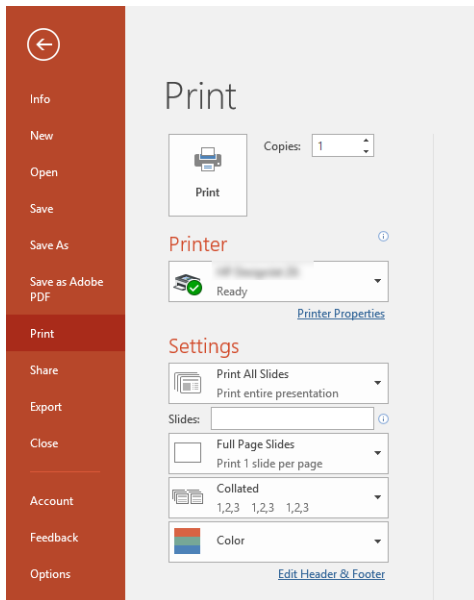 Info
New
Open
Save
Save As
Save as Adobe
PDF
Print
Share
Export
Close
Account
Feedback
Options
Print
Copies: 1
Print
Printer
Ready
Printer Properties
Settings
Print All Slides
Print entire presentation
Slides:
Full Page Slides
Print 1 slide per page
Collated
1,2,3 1,2,3 1,2,3
Color
Edit Header & Footer